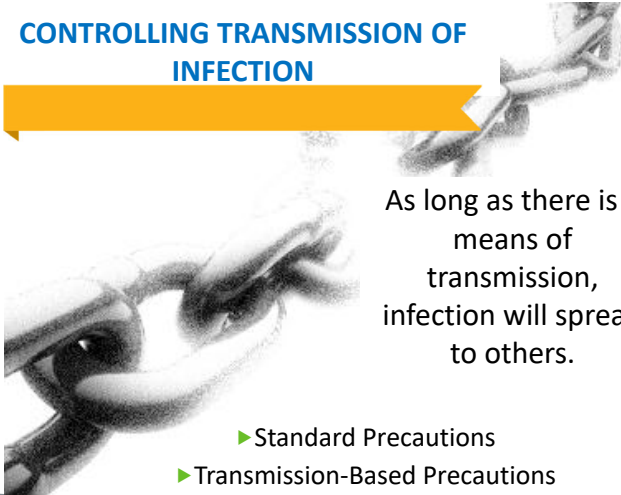 CONTROLLING TRANSMISSION OF
INFECTION
As long as there is
means of
transmission,
infection will sprea
to others.
Standard Precautions
Transmission-Based Precautions